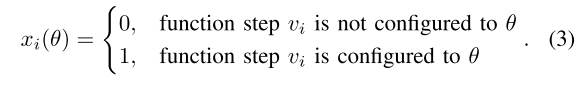 x_i(θ) = { 0, function step v_i is not configured to θ
1, function step v_i is configured to θ . (3)